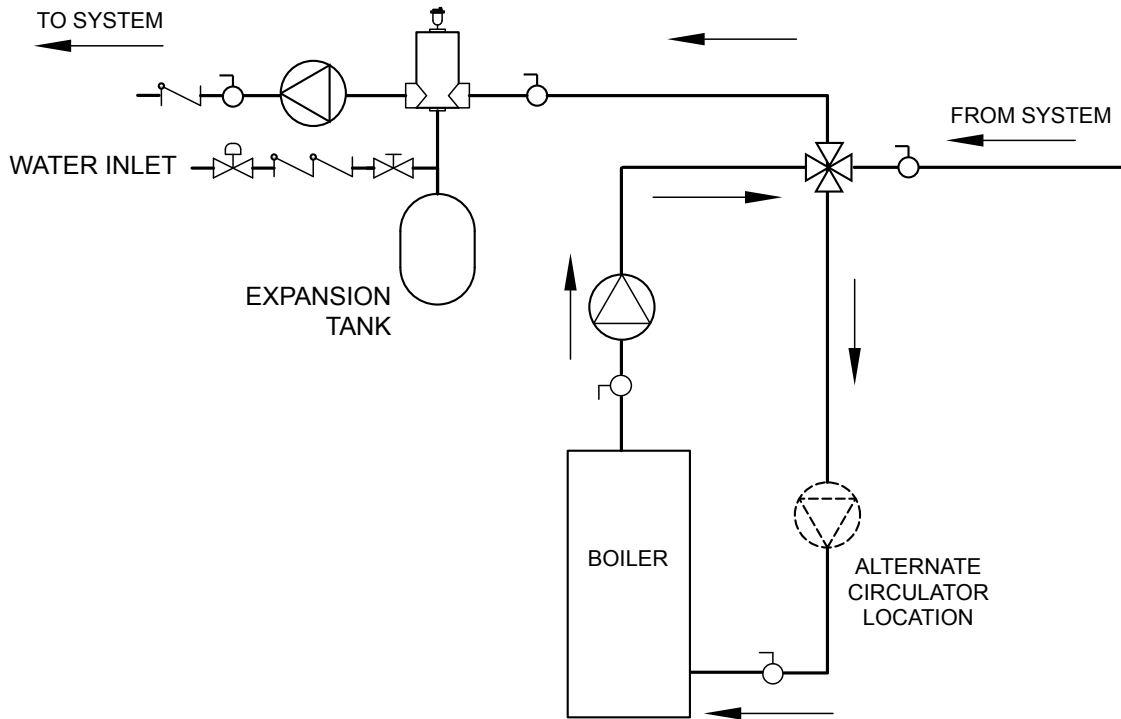 TO SYSTEM
FROM SYSTEM
WATER INLET
EXPANSION
TANK
BOILER
ALTERNATE
CIRCULATOR
LOCATION